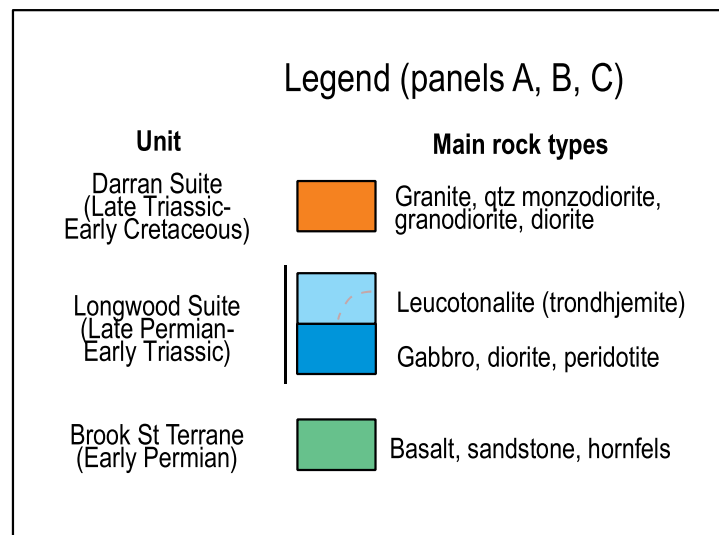 Legend (panels A, B, C)
Unit
Main rock types
Darran Suite
(Late Triassic-
Early Cretaceous)
Granite, qtz monzodiorite,
granodiorite, diorite
Longwood Suite
(Late Permian-
Early Triassic)
Leucotonalite (trondhjemite)
Gabbro, diorite, peridotite
Brook St Terrane
(Early Permian)
Basalt, sandstone, hornfels